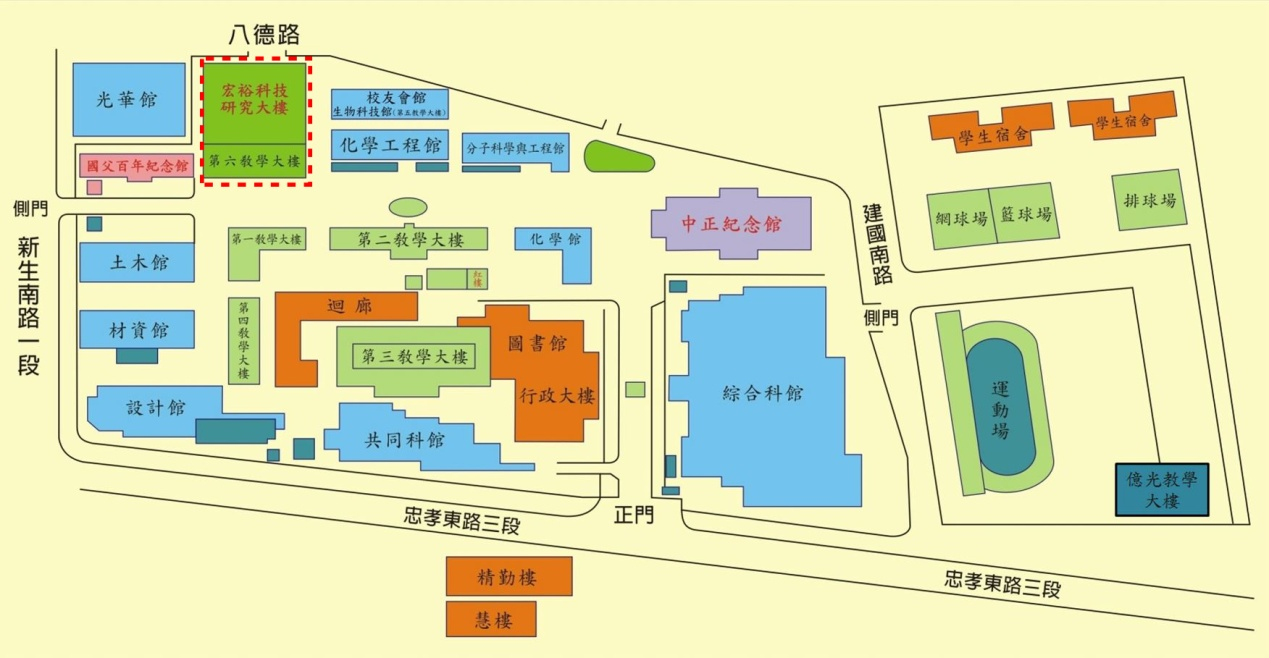 八德路
光華館
宏裕科技
研究大樓
校友會館
生物科技館(第五教學大樓)
化學工程館
分子科學與工程館
國父百年紀念館
第六教學大樓
學生宿舍
學生宿舍
網球場
籃球場
排球場
側門
新生南路一段
土木館
第一教學大樓
第二教學大樓
化學館
中正紀念館
建國南路
紅樓
迴廊
材資館
第四教學大樓
第三教學大樓
圖書館
行政大樓
側門
綜合科館
運動場
設計館
共同科館
億光教學
大樓
忠孝東路三段
正門
精勤樓
慧樓
忠孝東路三段